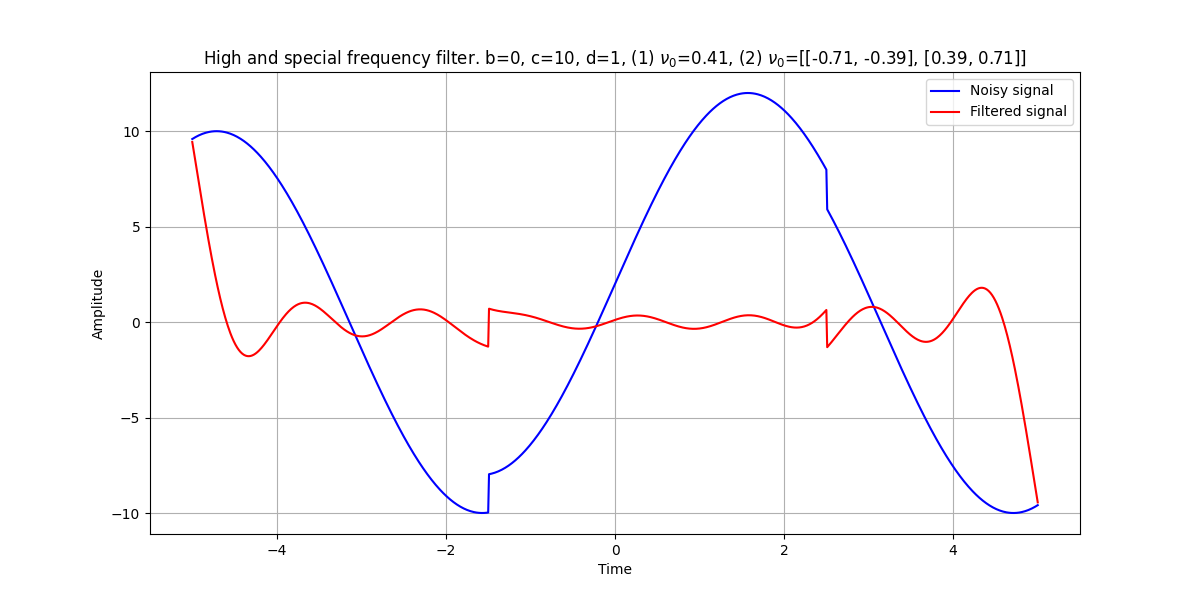 High and special frequency filter. b=0, c=10, d=1, (1) ν₀=0.41, (2) ν₀=[[-0.71, -0.39], [0.39, 0.71]]
Noisy signal
Filtered signal
Amplitude
10
5
0
−5
−10
−4
−2
0
2
4
Time